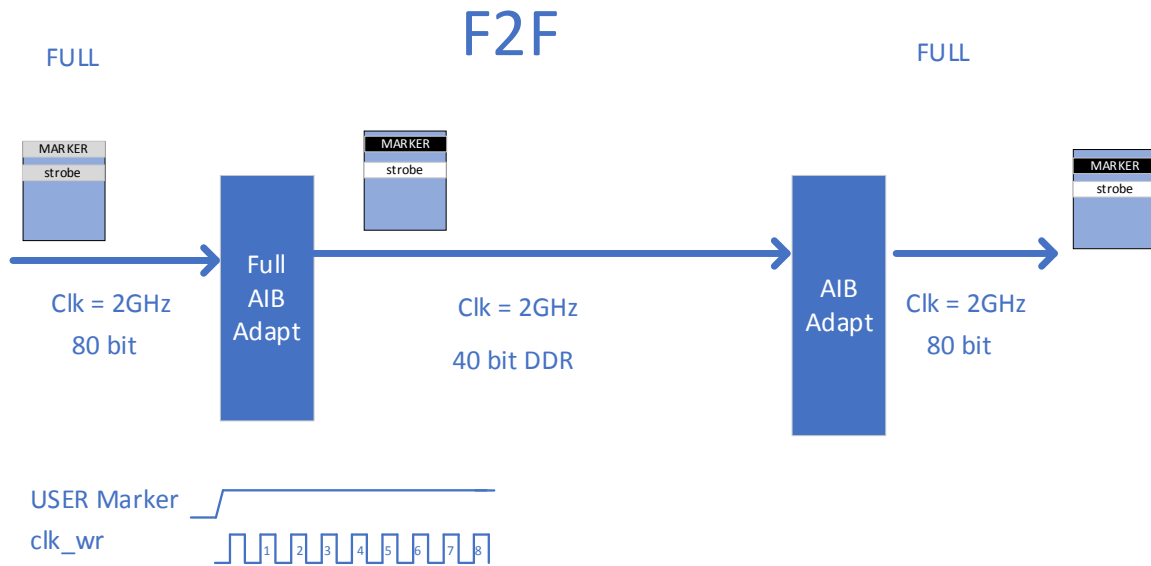 F2F
FULL
FULL
MARKER
strobe
MARKER
strobe
MARKER
strobe
Full
AIB
Adapt
AIB
Adapt
Clk = 2GHz
80 bit
Clk = 2GHz
40 bit DDR
Clk = 2GHz
80 bit
USER Marker
clk_wr
1 2 3 4 5 6 7 8